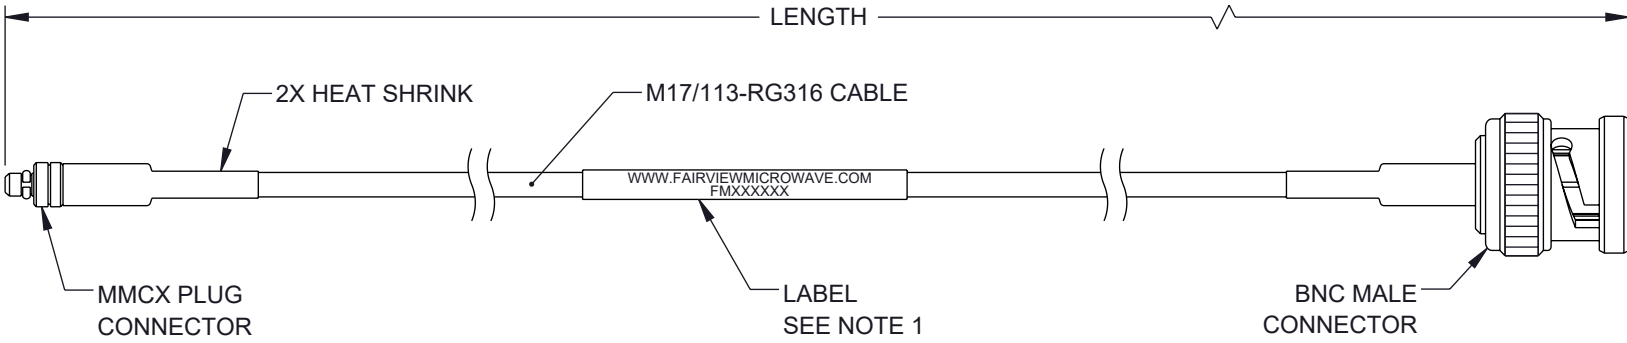 LENGTH
2X HEAT SHRINK
M17/113-RG316 CABLE
WWW.FAIRVIEWMICROWAVE.COM
FMXXXXXX
MMCX PLUG
CONNECTOR
LABEL
SEE NOTE 1
BNC MALE
CONNECTOR